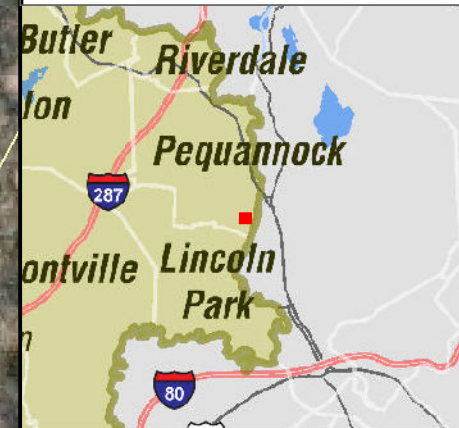 Butler
Riverdale
lon
Pequannock
287
ontville
Lincoln
Park
n
80